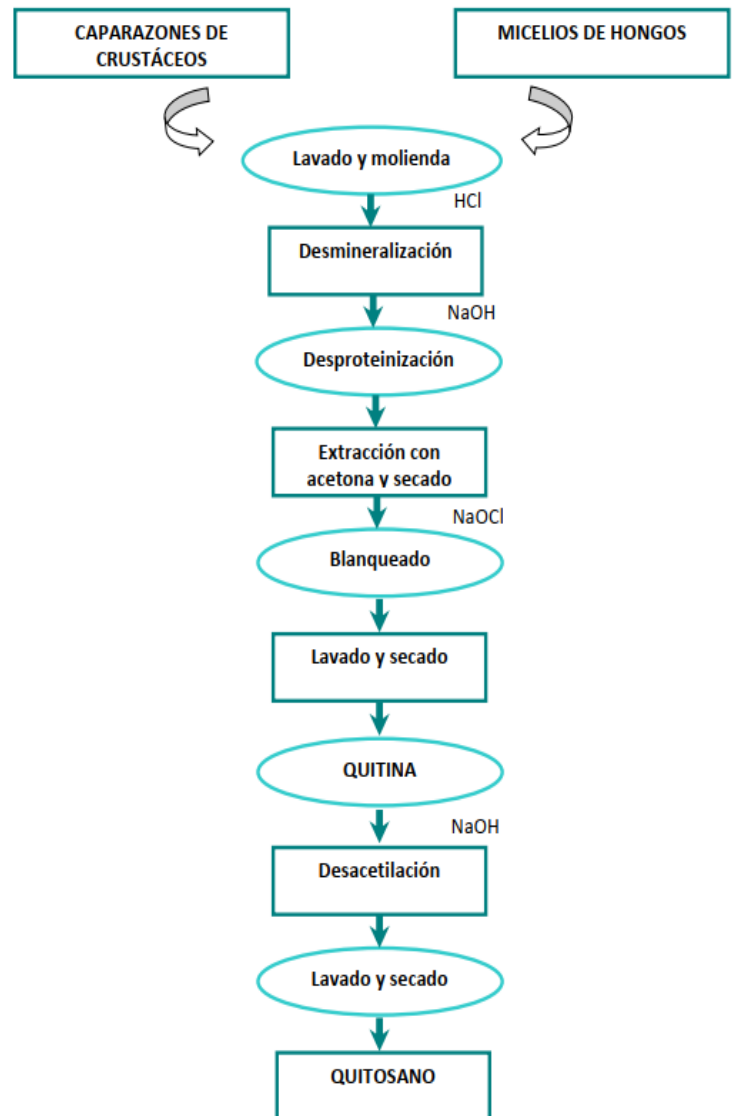 CAPARAZONES DE
CRUSTÁCEOS
MICELIOS DE HONGOS
Lavado y molienda
HCl
Desmineralización
NaOH
Desproteinización
Extracción con
acetona y secado
NaOCl
Blanqueado
Lavado y secado
QUITINA
NaOH
Desacetilación
Lavado y secado
QUITOSANO